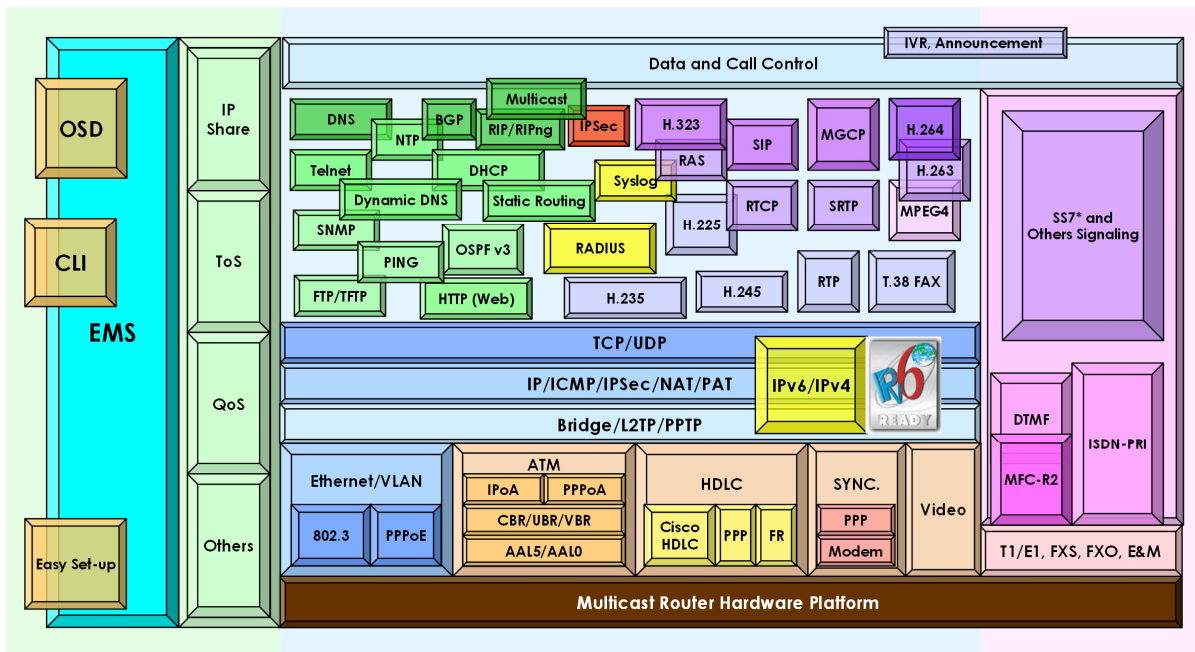 IVR, Announcement
Data and Call Control
OSD
CLI
EMS
Easy Set-up
IP
Share
ToS
QoS
Others
DNS
NTP
BGP
Multicast
RIP/RIPng
IPSec
H.323
RAS
SIP
MGCP
H.264
H.263
MPEG4
Telnet
DHCP
Syslog
Dynamic DNS
Static Routing
RTCP
SRTP
SNMP
OSPF v3
RADIUS
H.225
PING
FTP/TFTP
HTTP (Web)
H.235
H.245
RTP
T.38 FAX
SS7* and
Others Signaling
TCP/UDP
IP/ICMP/IPSec/NAT/PAT
IPv6/IPv4
IPv6
READY
Bridge/L2TP/PPTP
DTMF
MFC-R2
ISDN-PRI
Ethernet/VLAN
802.3
PPPoE
ATM
IPoA
PPPoA
CBR/UBR/VBR
AAL5/AAL0
HDLC
Cisco
HDLC
PPP
FR
SYNC.
PPP
Modem
Video
T1/E1, FXS, FXO, E&M
Multicast Router Hardware Platform